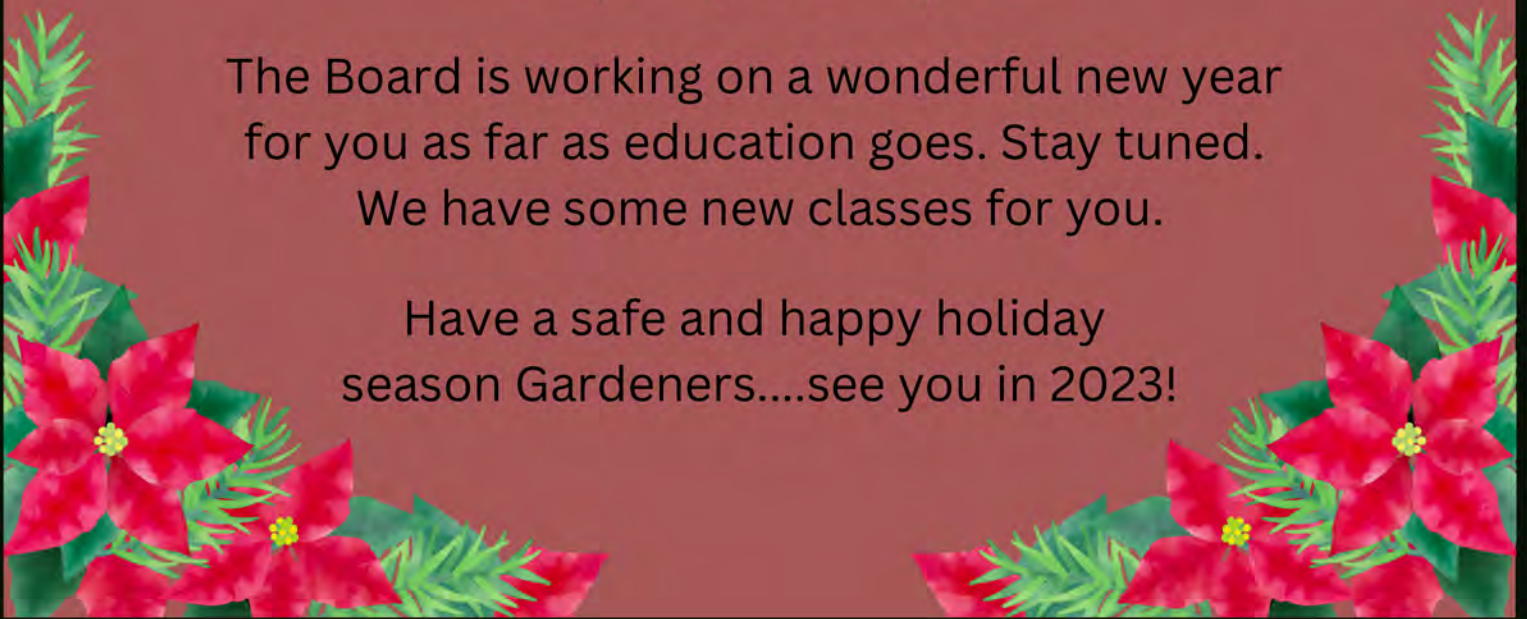 The Board is working on a wonderful new year
for you as far as education goes. Stay tuned.
We have some new classes for you.
Have a safe and happy holiday
season Gardeners....see you in 2023!